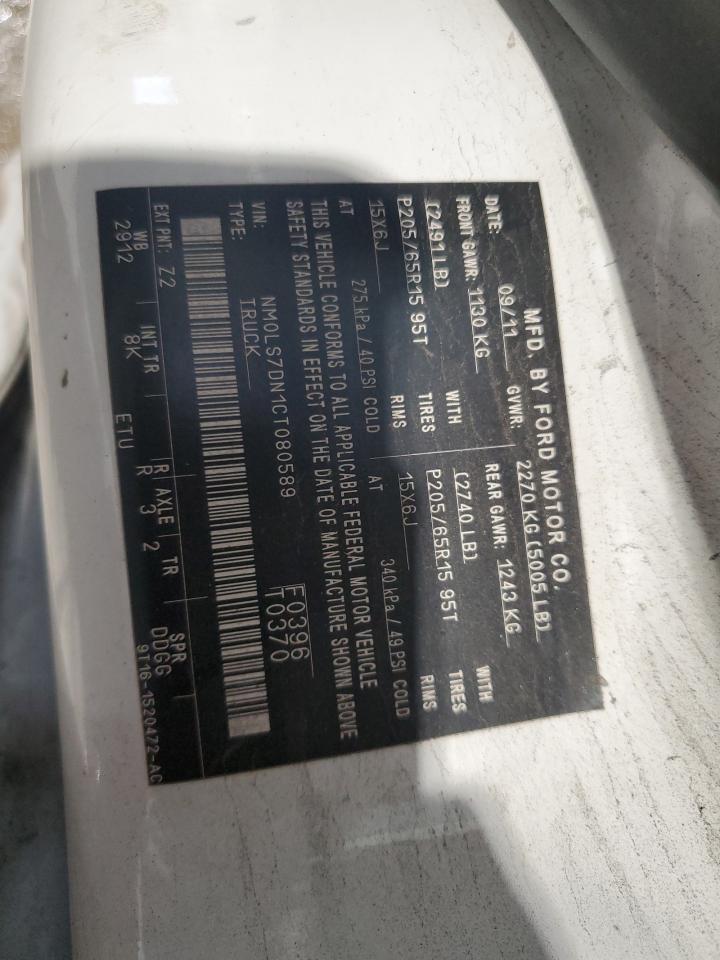 MFD. BY FORD MOTOR CO.
DATE: 09/11 GVWR: 2270 KG (5005 LB)
FRONT GAWR: 1130 KG REAR GAWR: 1243 KG
(2491 LB) WITH (2740 LB) WITH
P205/65R15 95T TIRES P205/65R15 95T TIRES
15X6J RIMS 15X6J RIMS
AT 275 kPa / 40 PSI COLD AT 340 kPa / 49 PSI COLD
THIS VEHICLE CONFORMS TO ALL APPLICABLE FEDERAL MOTOR VEHICLE
SAFETY STANDARDS IN EFFECT ON THE DATE OF MANUFACTURE SHOWN ABOVE
VIN: NM0LS7DN1CT080589 F0396
TYPE: TRUCK T0370
EXT PNT: Z2 R AXLE TR SPR
WB INT TR R 3 2 DDGG
2912 8K ETU 9T16-1520472-AC